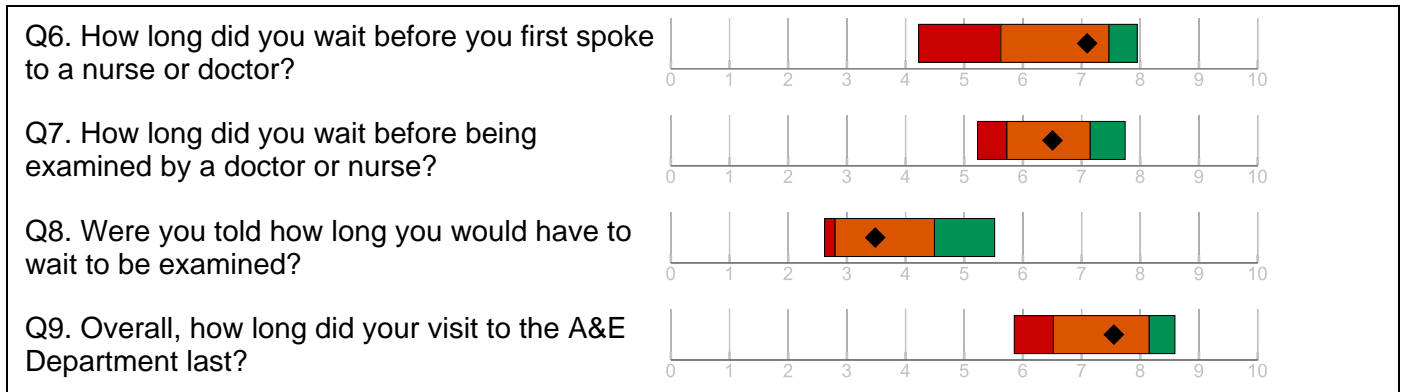 Q6. How long did you wait before you first spoke
to a nurse or doctor?
0 1 2 3 4 5 6 7 8 9 10
Q7. How long did you wait before being
examined by a doctor or nurse?
0 1 2 3 4 5 6 7 8 9 10
Q8. Were you told how long you would have to
wait to be examined?
0 1 2 3 4 5 6 7 8 9 10
Q9. Overall, how long did your visit to the A&E
Department last?
0 1 2 3 4 5 6 7 8 9 10